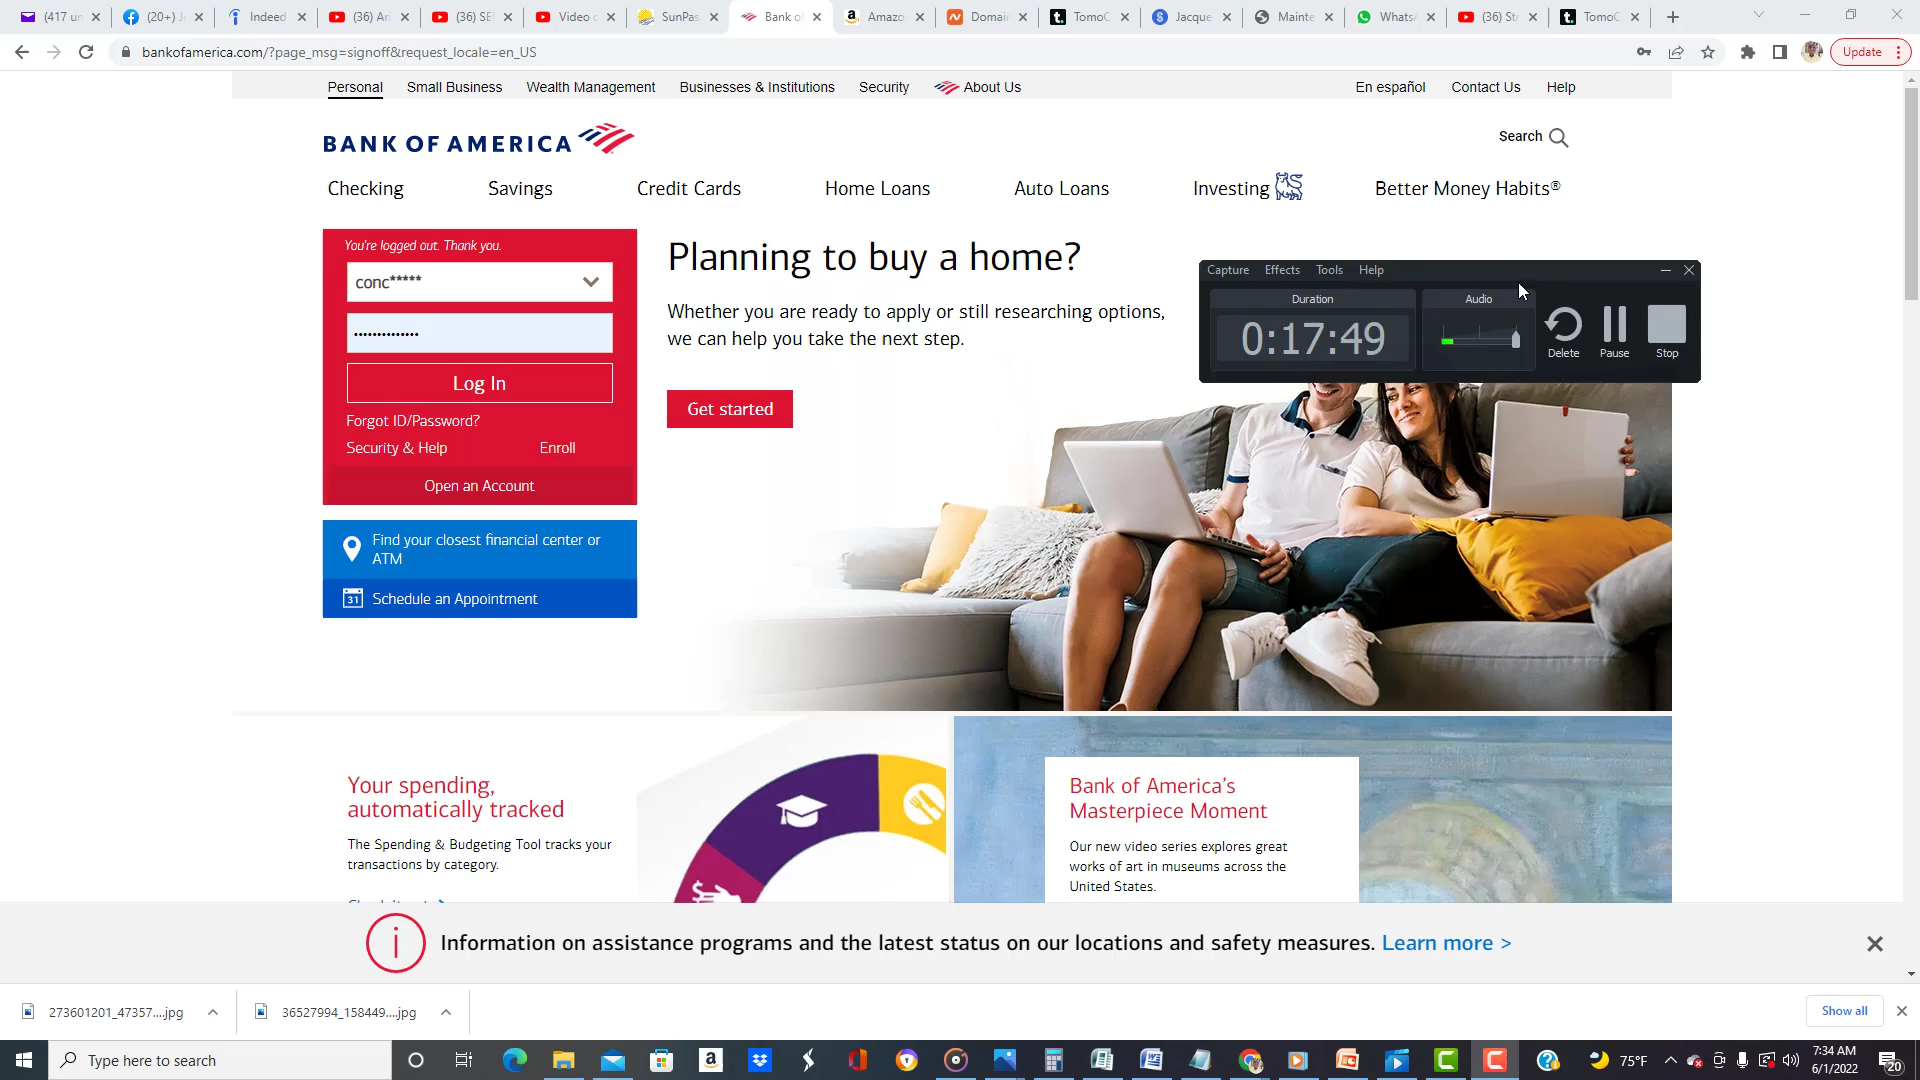 (417 un
(20+) J
Indeed
(36) Ari
(36) SE
Video c
SunPas
Bank of
Amazo
Domai
TomoC
Jacque
Mainte
WhatsA
(36) Str
TomoC
bankofamerica.com/?page_msg=signoff&request_locale=en_US
Update
Personal Small Business Wealth Management Businesses & Institutions Security About Us En español Contact Us Help
BANK OF AMERICA
Search
Checking Savings Credit Cards Home Loans Auto Loans Investing Better Money Habits®
You're logged out. Thank you.
conc*****
Log In
Forgot ID/Password?
Security & Help Enroll
Open an Account
Find your closest financial center or
ATM
31 Schedule an Appointment
Planning to buy a home?
Whether you are ready to apply or still researching options,
we can help you take the next step.
Get started
Capture Effects Tools Help
Duration Audio
0:17:49
Delete Pause Stop
Your spending,
automatically tracked
The Spending & Budgeting Tool tracks your
transactions by category.
Bank of America's
Masterpiece Moment
Our new video series explores great
works of art in museums across the
United States.
Information on assistance programs and the latest status on our locations and safety measures. Learn more >
273601201_47357....jpg
36527994_158449....jpg
Show all
Type here to search
75°F
7:34 AM
6/1/2022
20